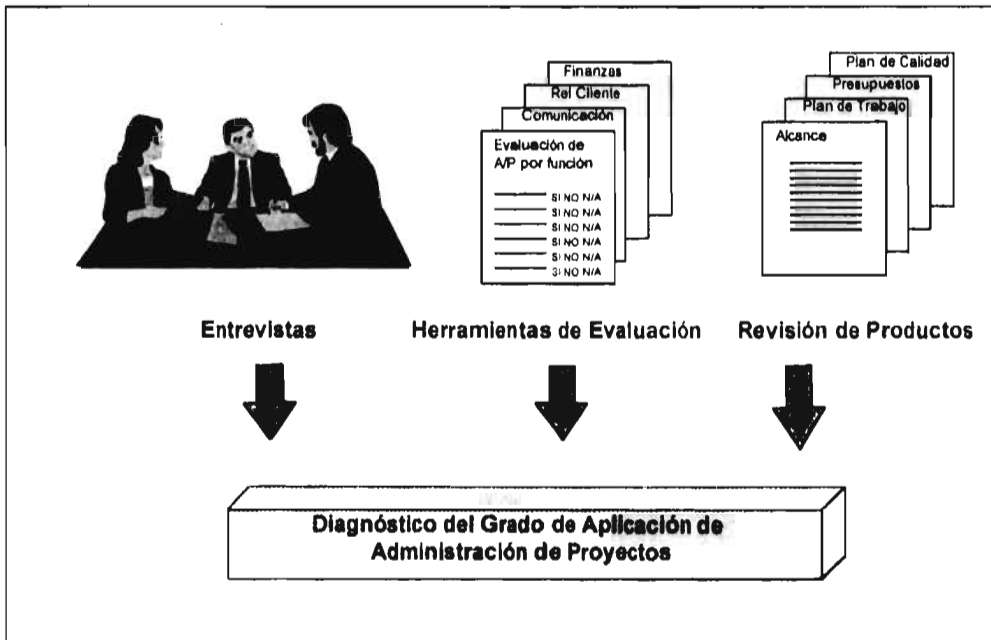 Finanzas
Rel Cliente
Comunicación
Evaluación de
A/P por función
SI NO N/A
SI NO N/A
SI NO N/A
SI NO N/A
SI NO N/A
SI NO N/A
Plan de Calidad
Presupuestos
Plan de Trabajo
Alcance
Entrevistas
Herramientas de Evaluación
Revisión de Productos
Diagnóstico del Grado de Aplicación de
Administración de Proyectos